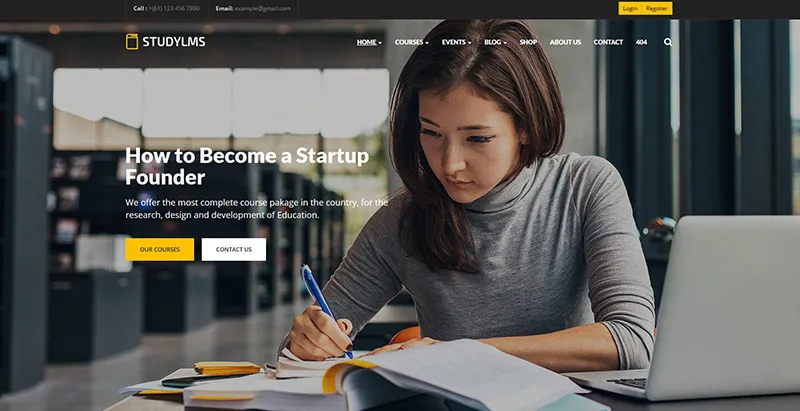 Call : +(61) 123 456 7890 Email: example@gmail.com Login Register
STUDYLMS HOME COURSES EVENTS BLOG SHOP ABOUT US CONTACT 404
How to Become a Startup
Founder
We offer the most complete course pakage in the country, for the
research, design and development of Education.
OUR COURSES CONTACT US